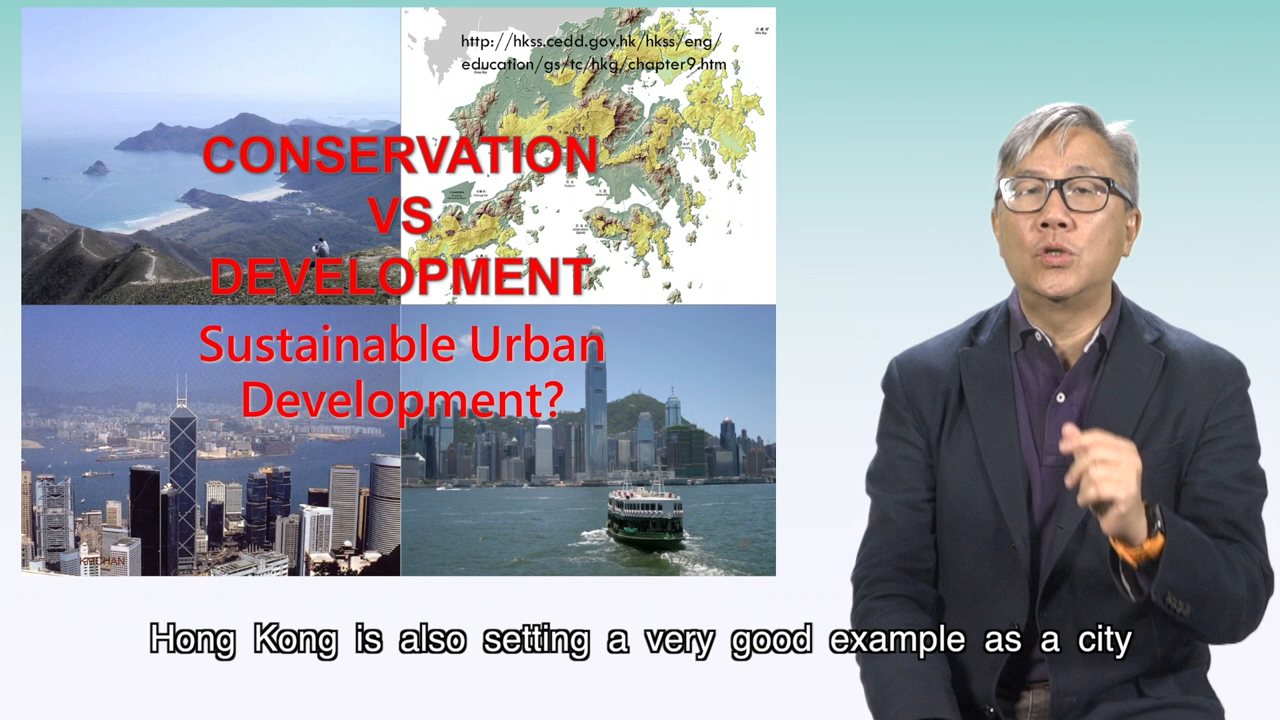 http://hkss.cedd.gov.hk/hkss/eng/
education/gs/tc/hkg/chapter9.htm
CONSERVATION
VS
DEVELOPMENT
Sustainable Urban
Development?
Hong Kong is also setting a very good example as a city